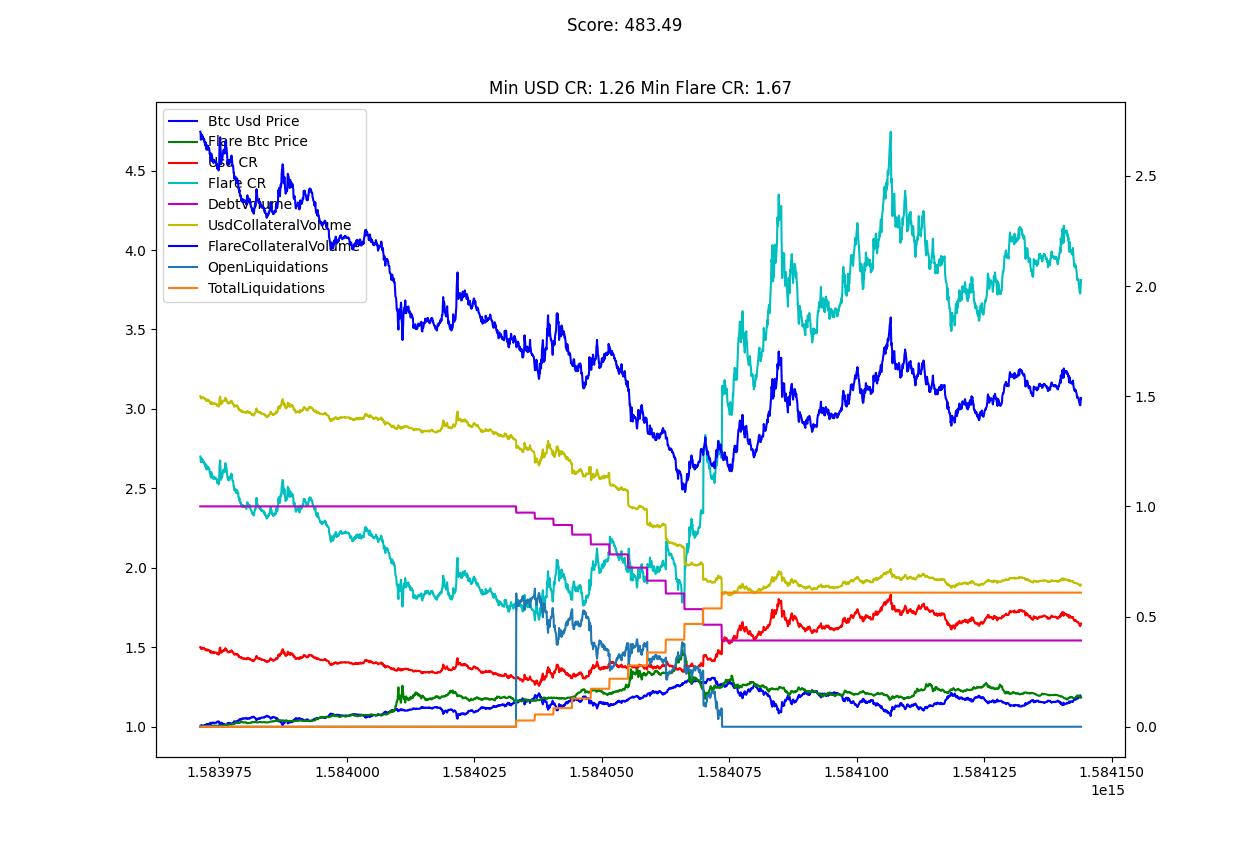 Score: 483.49
Min USD CR: 1.26 Min Flare CR: 1.67
Btc Usd Price
Flare Btc Price
Usd CR
Flare CR
DebtVolume
UsdCollateralVolume
FlareCollateralVolume
OpenLiquidations
TotalLiquidations
4.5
4.0
3.5
3.0
2.5
2.0
1.5
1.0
2.5
2.0
1.5
1.0
0.5
0.0
1.583975 1.584000 1.584025 1.584050 1.584075 1.584100 1.584125 1.584150
1e15